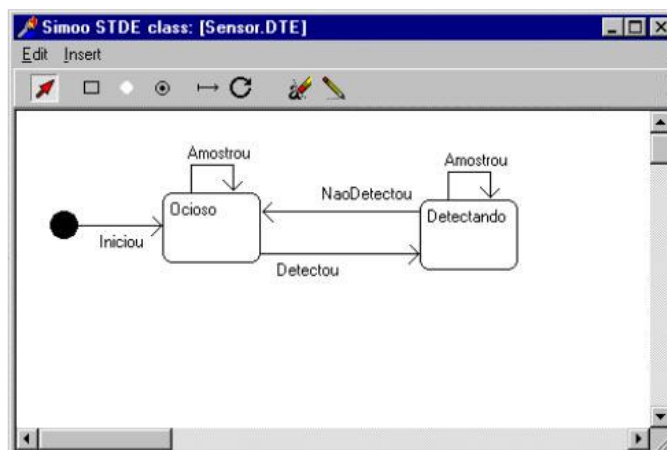 Simoo STDE class: [Sensor.DTE]
Edit Insert
Amostrou
Amostrou
NaoDetectou
Ocioso
Detectando
Iniciou
Detectou